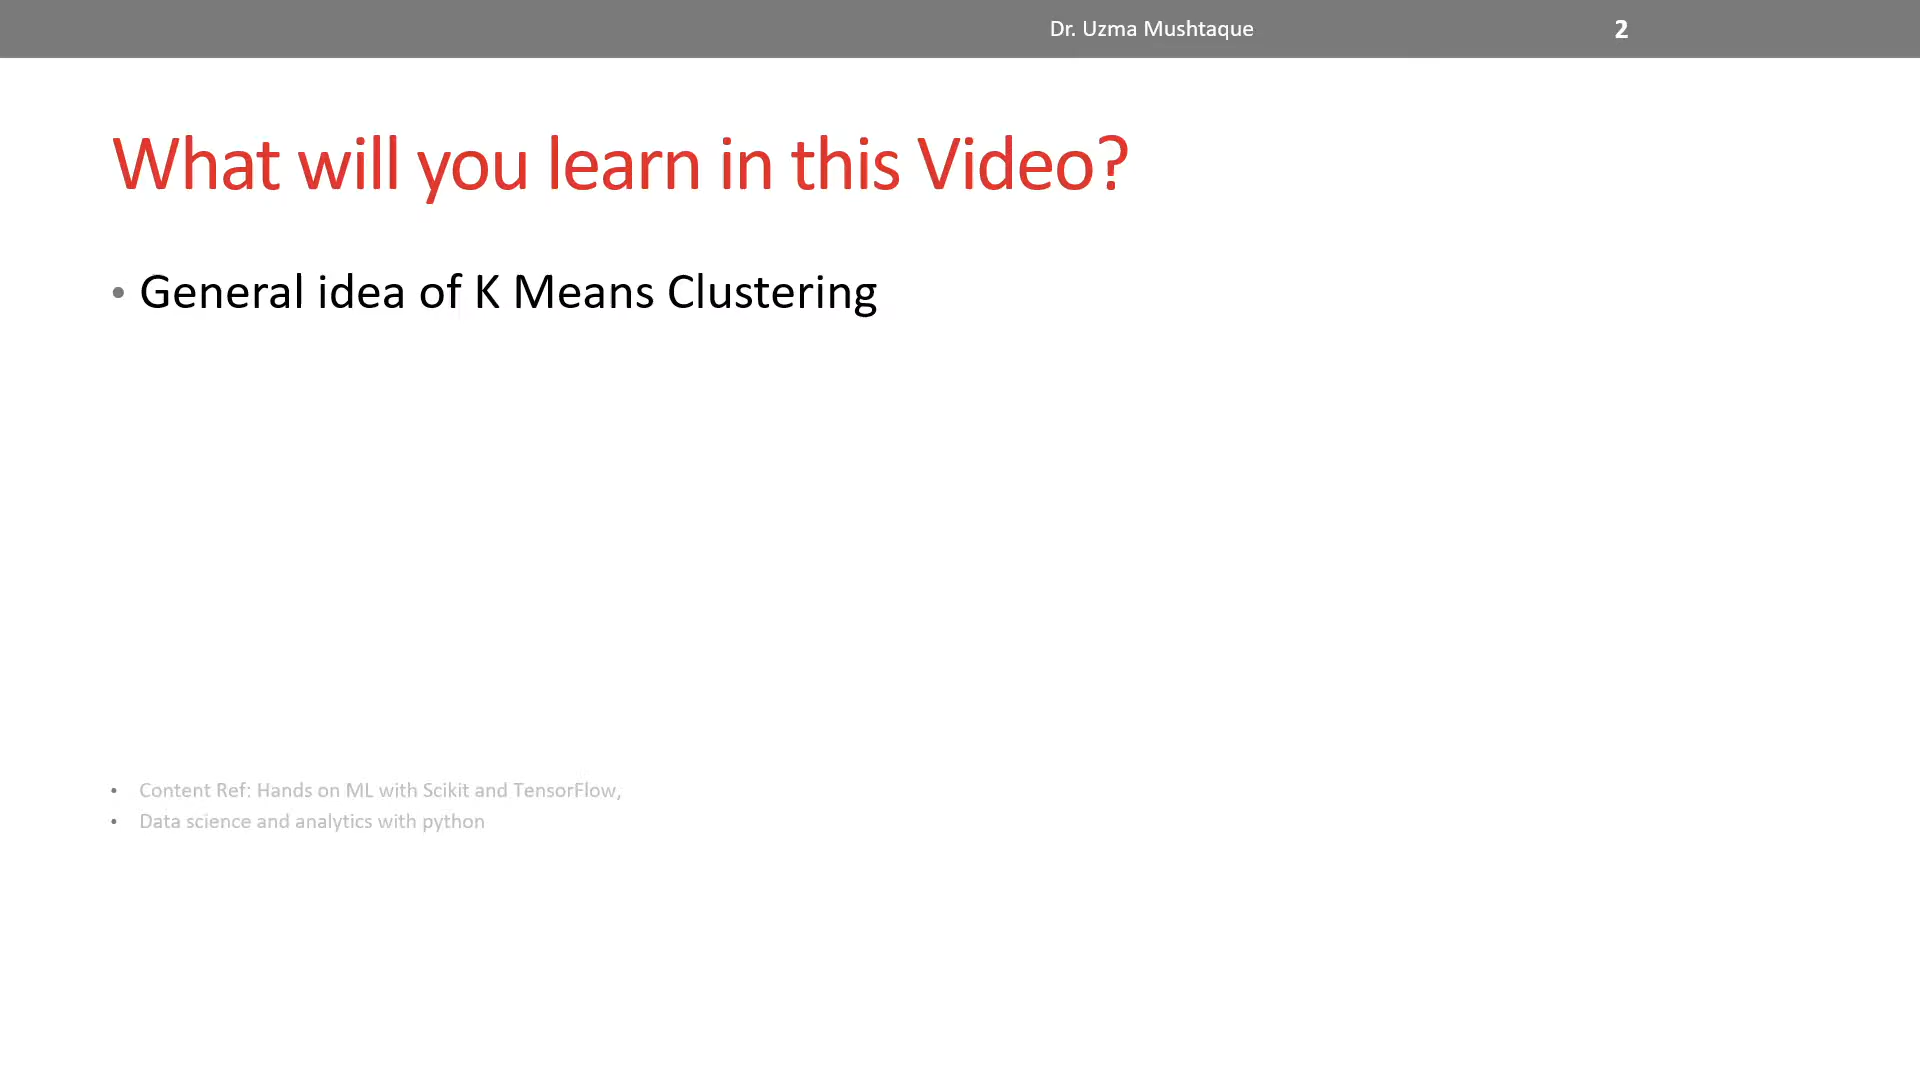 Dr. Uzma Mushtaque
2
What will you learn in this Video?
• General idea of K Means Clustering
• Content Ref: Hands on ML with Scikit and TensorFlow,
• Data science and analytics with python